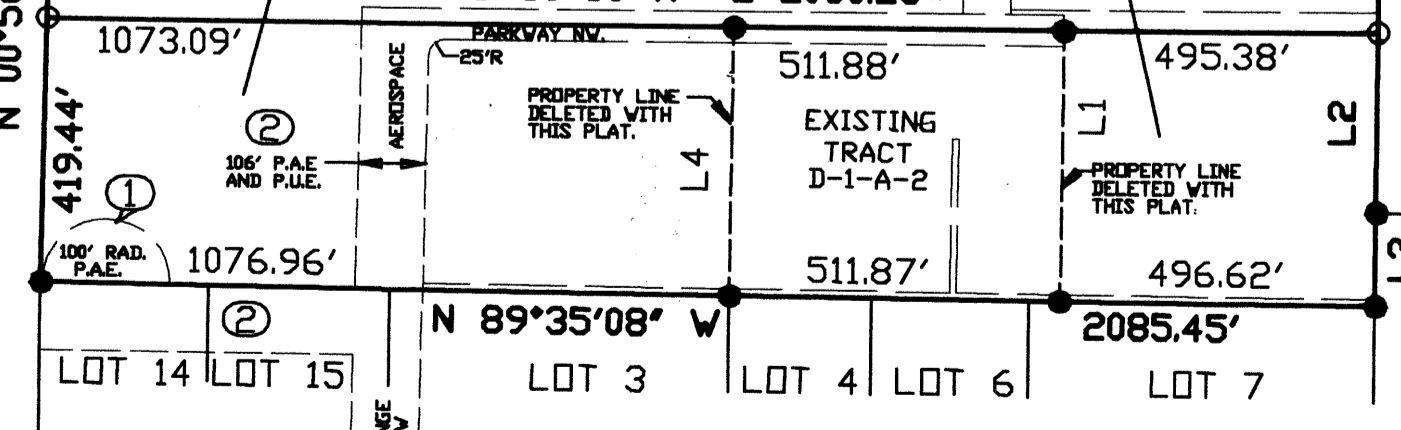 1073.09'
PARKWAY NW.
25'R
511.88'
495.38'
419.44'
AEROSPACE
PROPERTY LINE
DELETED WITH
THIS PLAT.
EXISTING
TRACT
D-1-A-2
L4
L1
L2
2
106' P.A.E
AND P.U.E.
PROPERTY LINE
DELETED WITH
THIS PLAT.
1
100' RAD.
P.A.E.
1076.96'
511.87'
496.62'
N 89°35'08" W
2085.45'
2
LOT 14
LOT 15
LOT 3
LOT 4
LOT 6
LOT 7